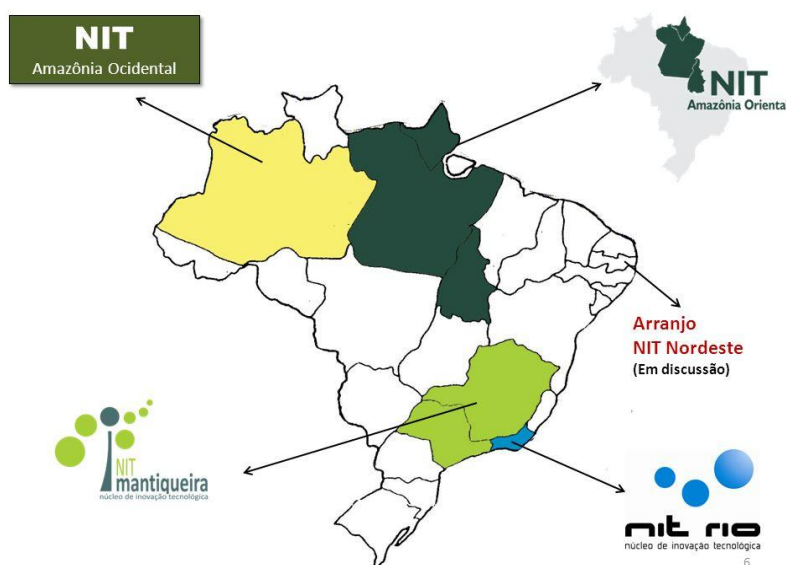 NIT
Amazônia Ocidental
NIT
Amazônia Orienta
Arranjo
NIT Nordeste
(Em discussão)
NIT
mantiqueira
núcleo de inovação tecnológica
nit rio
núcleo de inovação tecnológica
6